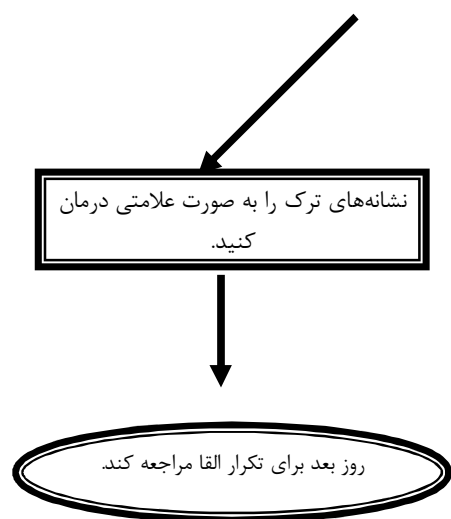 نشانه‌های ترک را به صورت علامتی درمان
کنید.
روز بعد برای تکرار القا مراجعه کند.